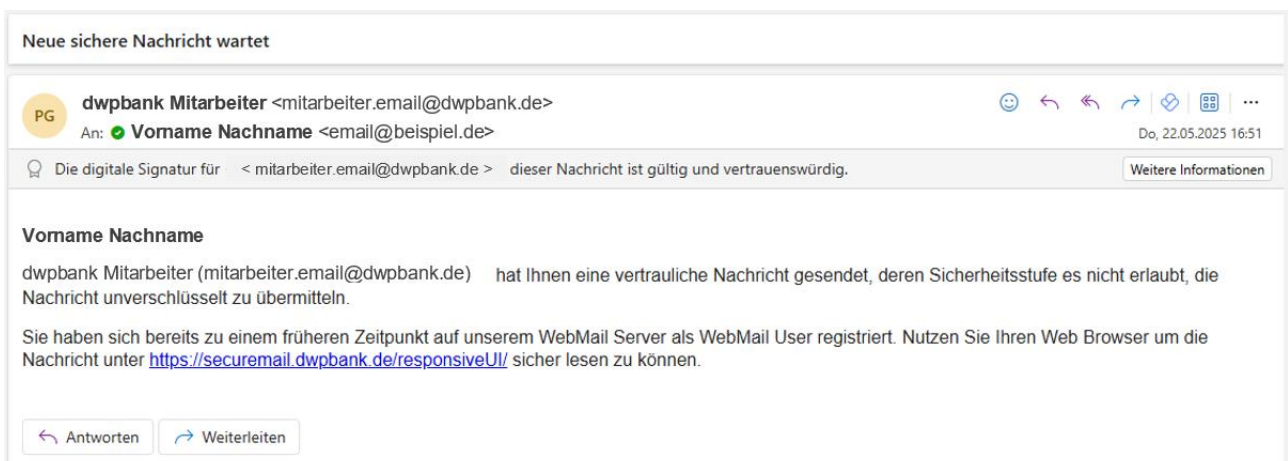 Neue sichere Nachricht wartet
PG
dwpbank Mitarbeiter <mitarbeiter.email@dwpbank.de>
An: Vorname Nachname <email@beispiel.de>
Do, 22.05.2025 16:51
Die digitale Signatur für < mitarbeiter.email@dwpbank.de > dieser Nachricht ist gültig und vertrauenswürdig.
Weitere Informationen
Vorname Nachname
dwpbank Mitarbeiter (mitarbeiter.email@dwpbank.de) hat Ihnen eine vertrauliche Nachricht gesendet, deren Sicherheitsstufe es nicht erlaubt, die
Nachricht unverschlüsselt zu übermitteln.
Sie haben sich bereits zu einem früheren Zeitpunkt auf unserem WebMail Server als WebMail User registriert. Nutzen Sie Ihren Web Browser um die
Nachricht unter https://securemail.dwpbank.de/responsiveUI/ sicher lesen zu können.
Antworten
Weiterleiten